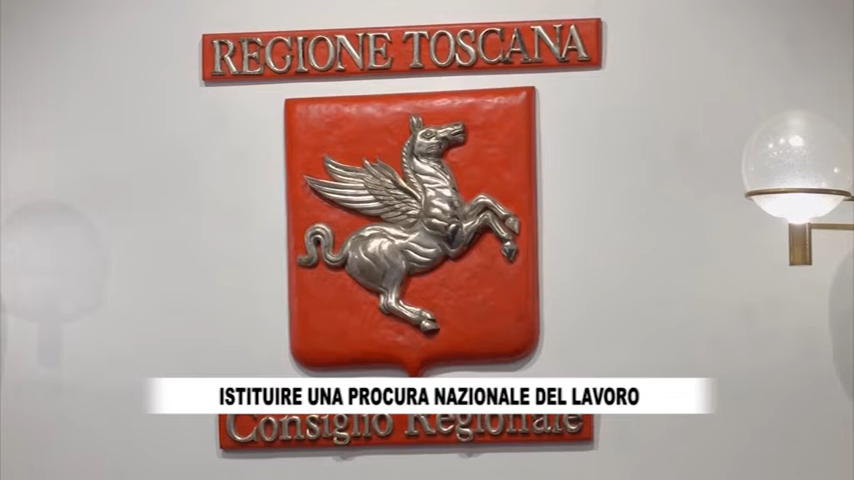 REGIONE TOSCANA
ISTITUIRE UNA PROCURA NAZIONALE DEL LAVORO
Consiglio Regionale